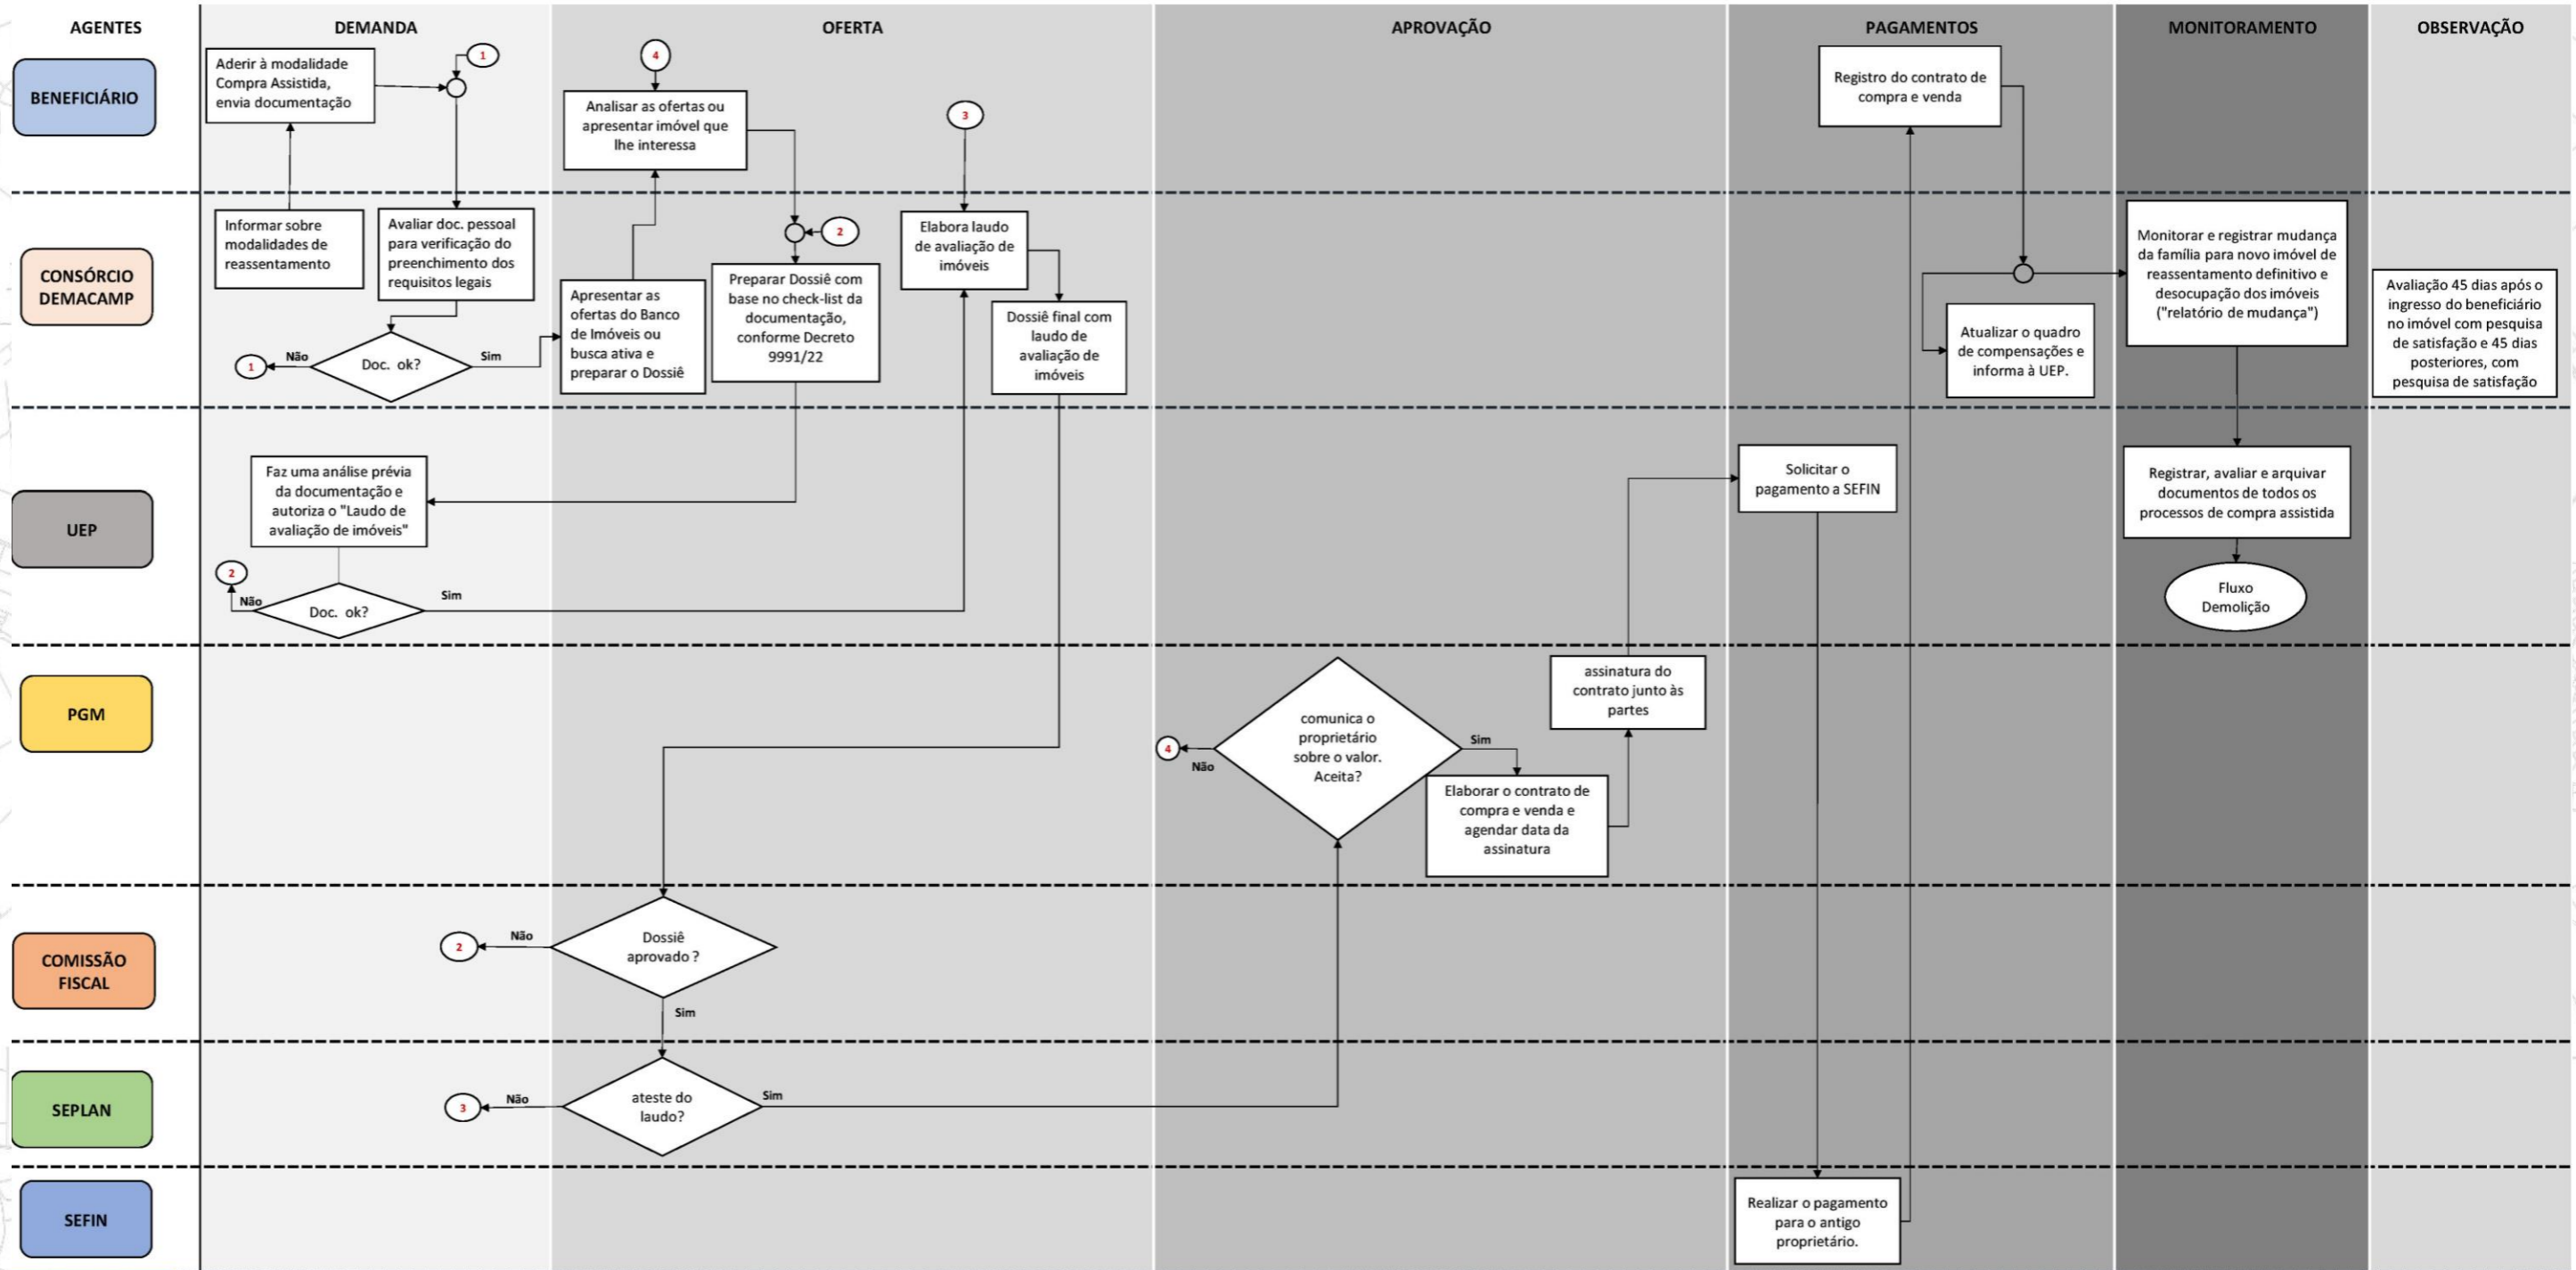 AGENTES
DEMANDA
OFERTA
APROVAÇÃO
PAGAMENTOS
MONITORAMENTO
OBSERVAÇÃO
BENEFICIÁRIO
Aderir à modalidade
Compra Assistida,
envia documentação
1
4
Analisar as ofertas ou
apresentar imóvel que
lhe interessa
3
Registro do contrato de
compra e venda
CONSÓRCIO
DEMACAMP
Informar sobre
modalidades de
reassentamento
Avaliar doc. pessoal
para verificação do
preenchimento dos
requisitos legais
Doc. ok?
Não
1
Sim
Apresentar as
ofertas do Banco
de Imóveis ou
busca ativa e
preparar o Dossiê
2
Preparar Dossiê com
base no check-list da
documentação,
conforme Decreto
9991/22
Elabora laudo
de avaliação de
imóveis
Dossiê final com
laudo de
avaliação de
imóveis
Atualizar o quadro
de compensações e
informa à UEP.
Monitorar e registrar mudança
da família para novo imóvel de
reassentamento definitivo e
desocupação dos imóveis
("relatório de mudança")
Avaliação 45 dias após o
ingresso do beneficiário
no imóvel com pesquisa
de satisfação e 45 dias
posteriores, com
pesquisa de satisfação
UEP
Faz uma análise prévia
da documentação e
autoriza o "Laudo de
avaliação de imóveis"
2
Não
Doc. ok?
Sim
Solicitar o
pagamento a SEFIN
Registrar, avaliar e arquivar
documentos de todos os
processos de compra assistida
Fluxo
Demolição
PGM
4
Não
comunica o
proprietário
sobre o valor.
Aceita?
Sim
Elaborar o contrato de
compra e venda e
agendar data da
assinatura
assinatura do
contrato junto às
partes
COMISSÃO
FISCAL
2
Não
Dossiê
aprovado ?
Sim
SEPLAN
3
Não
ateste do
laudo?
Sim
SEFIN
Realizar o pagamento
para o antigo
proprietário.